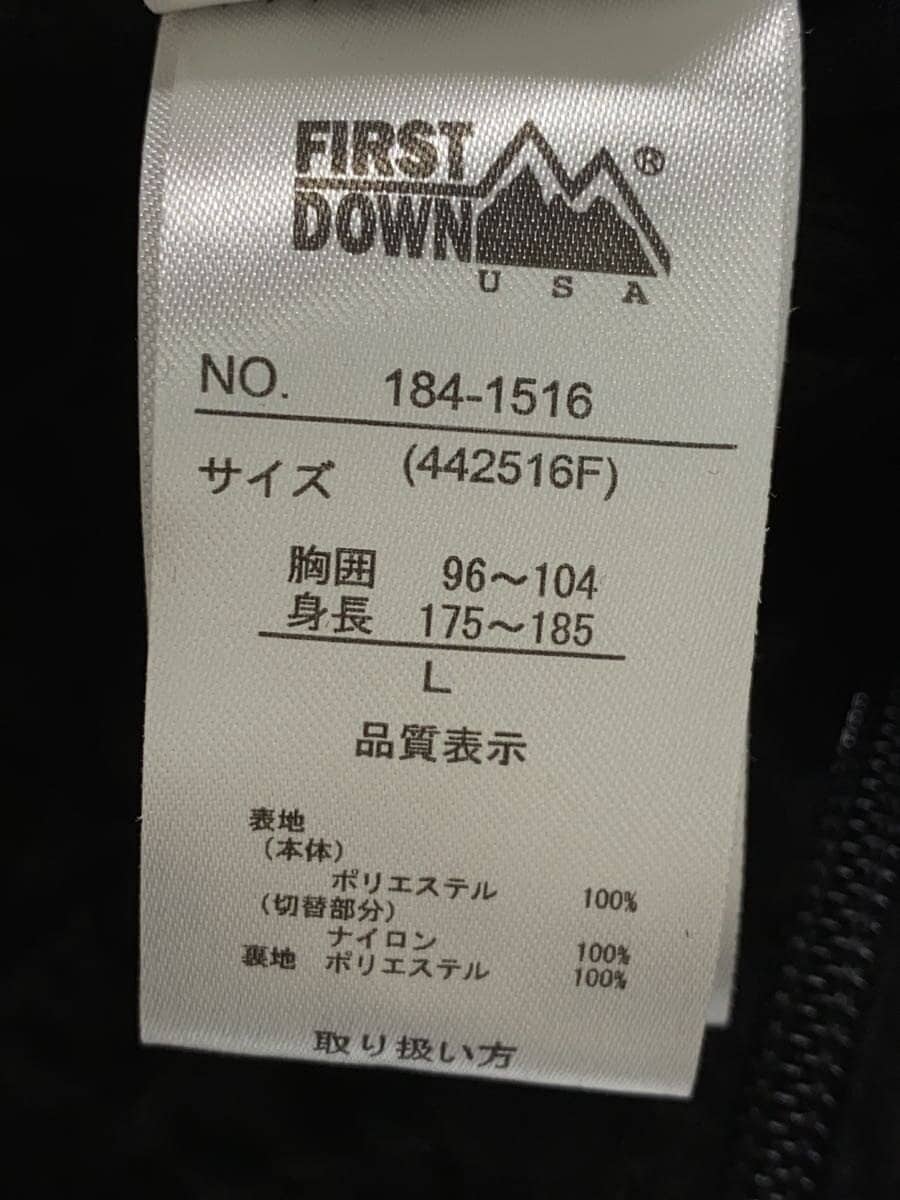 FIRST
DOWN
®
U S A
NO. 184-1516
サイズ (442516F)
胸囲 96～104
身長 175～185
L
品質表示
表地
(本体)
ポリエステル 100%
(切替部分)
ナイロン 100%
裏地 ポリエステル 100%
取り扱い方